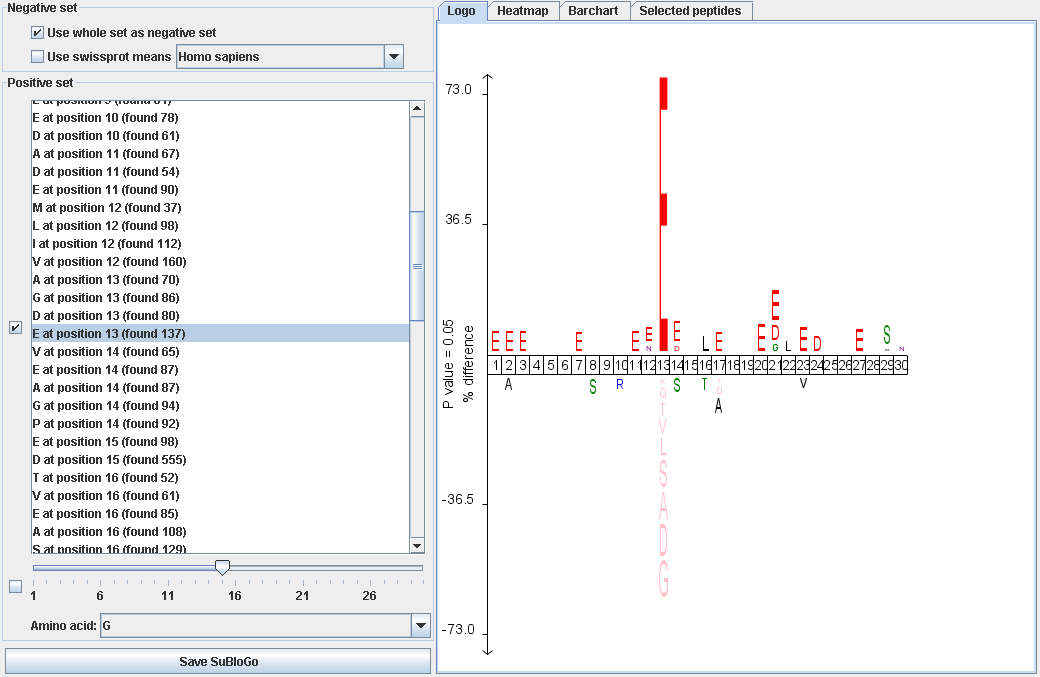 Negative set
Use whole set as negative set
Use swissprot means Homo sapiens
Positive set
E at position 9 (found 81)
E at position 10 (found 78)
D at position 10 (found 61)
A at position 11 (found 67)
D at position 11 (found 54)
E at position 11 (found 90)
M at position 12 (found 37)
L at position 12 (found 98)
I at position 12 (found 112)
V at position 12 (found 160)
A at position 13 (found 70)
G at position 13 (found 86)
D at position 13 (found 80)
E at position 13 (found 137)
V at position 14 (found 65)
E at position 14 (found 87)
A at position 14 (found 87)
G at position 14 (found 94)
P at position 14 (found 92)
E at position 15 (found 98)
D at position 15 (found 555)
T at position 16 (found 52)
V at position 16 (found 61)
E at position 16 (found 85)
A at position 16 (found 108)
S at position 16 (found 129)
1 6 11 16 21 26
Amino acid: G
Save SuBloGo
Logo Heatmap Barchart Selected peptides
73.0
36.5
P value = 0.05
% difference
E
E E E E E E E L E E E D G L E D E S N
N D
1 2 3 4 5 6 7 8 9 10 11 12 13 14 15 16 17 18 19 20 21 22 23 24 25 26 27 28 29 30
A S R S T A V
K
Q
T
V
L
S
A
D
G
-36.5
-73.0